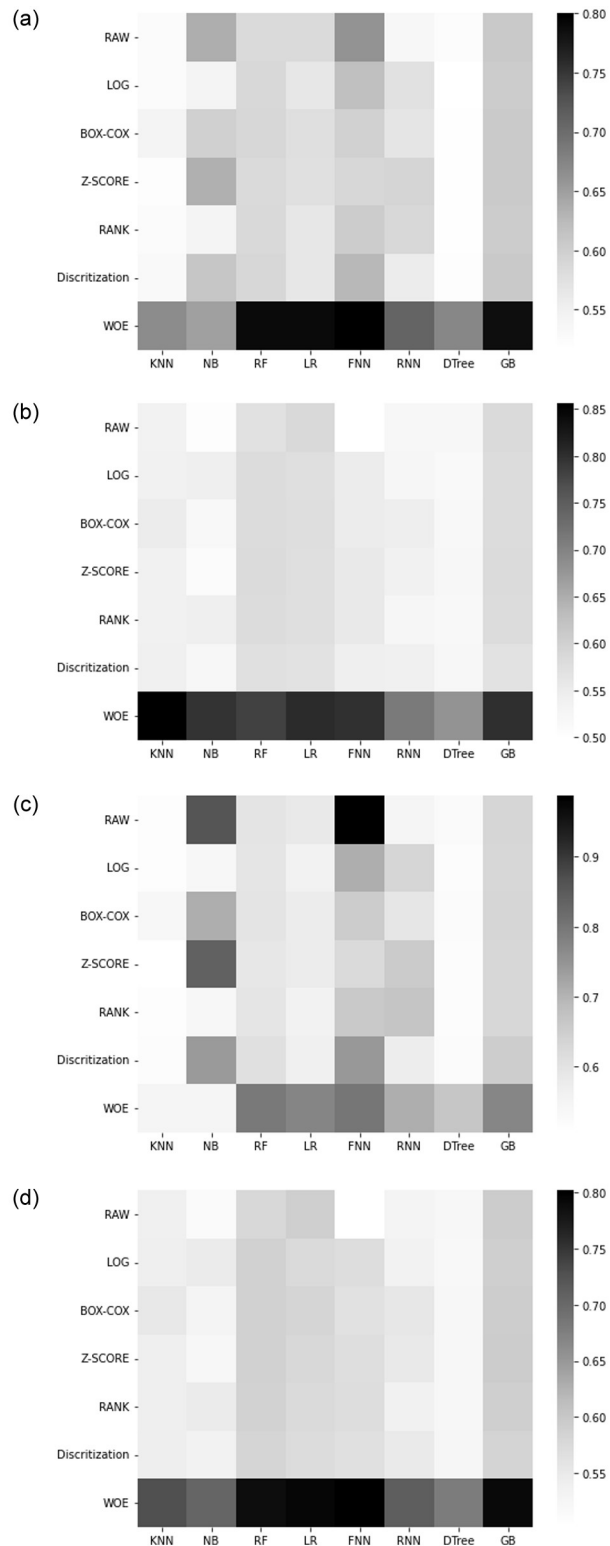 (a)
RAW
LOG
BOX-COX
Z-SCORE
RANK
Discritization
WOE
KNN NB RF LR FNN RNN DTree GB
0.80
0.75
0.70
0.65
0.60
0.55
(b)
RAW
LOG
BOX-COX
Z-SCORE
RANK
Discritization
WOE
KNN NB RF LR FNN RNN DTree GB
0.85
0.80
0.75
0.70
0.65
0.60
0.55
0.50
(c)
RAW
LOG
BOX-COX
Z-SCORE
RANK
Discritization
WOE
KNN NB RF LR FNN RNN DTree GB
0.9
0.8
0.7
0.6
(d)
RAW
LOG
BOX-COX
Z-SCORE
RANK
Discritization
WOE
KNN NB RF LR FNN RNN DTree GB
0.80
0.75
0.70
0.65
0.60
0.55